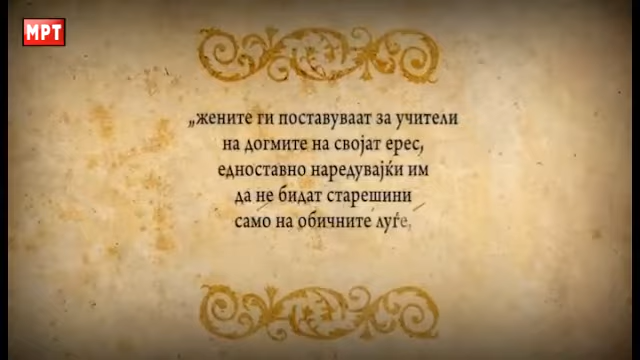 МРТ
„жените ги поставуваат за учители
на догмите на својат ерес,
едноставно наредувајќи им
да не бидат старешини
само на обичните луѓе,